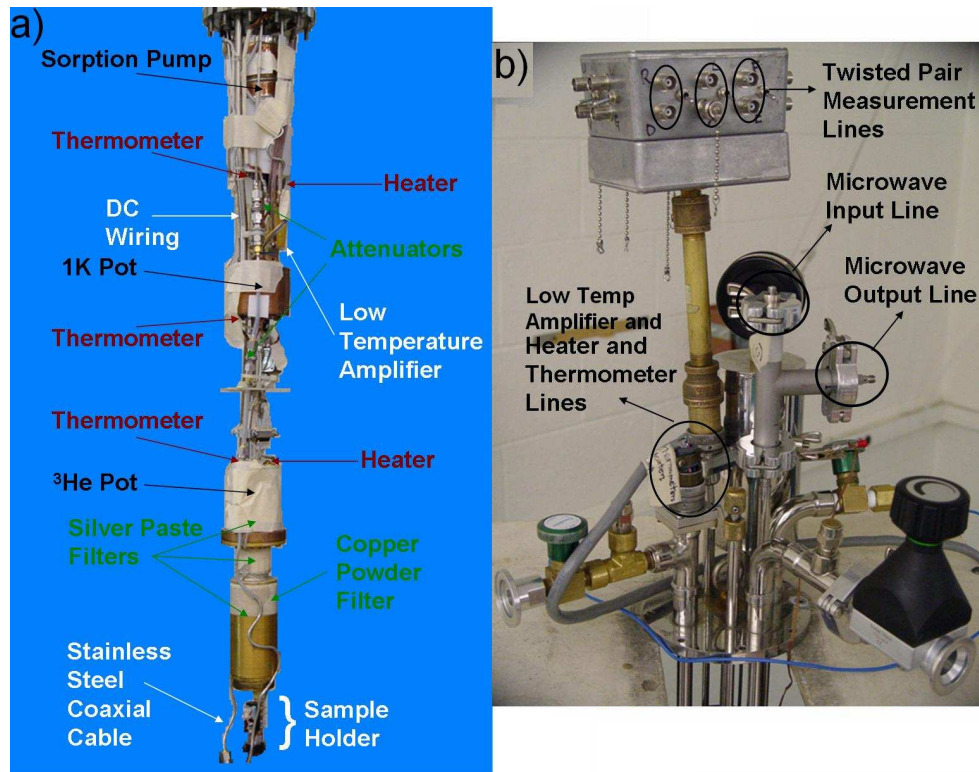 a)
Sorption Pump
Thermometer
Heater
DC
Wiring
Attenuators
1K Pot
Low
Temperature
Amplifier
Thermometer
Thermometer
Heater
³He Pot
Silver Paste
Filters
Copper
Powder
Filter
Stainless
Steel
Coaxial
Cable
}
Sample
Holder
b)
Twisted Pair
Measurement
Lines
Microwave
Input Line
Microwave
Output Line
Low Temp
Amplifier and
Heater and
Thermometer
Lines